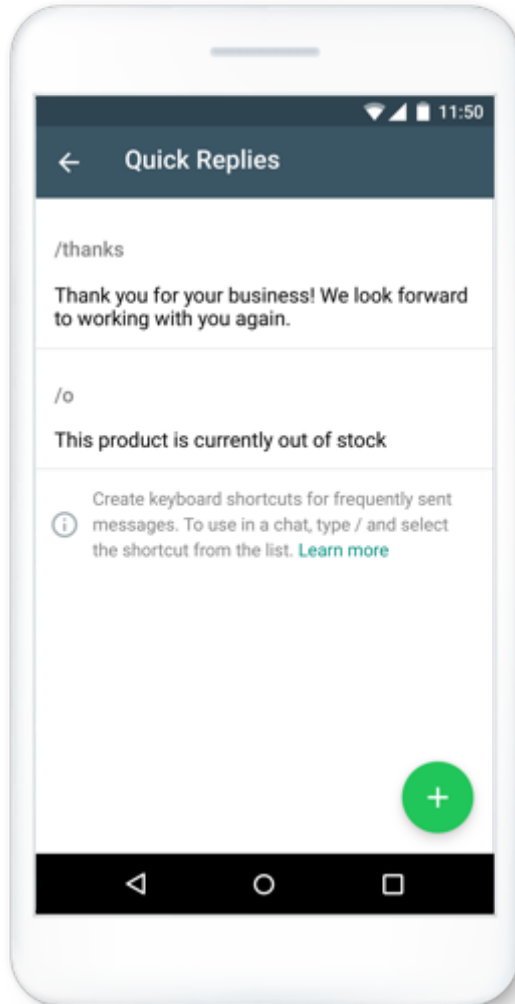 11:50
Quick Replies
/thanks
Thank you for your business! We look forward
to working with you again.
/o
This product is currently out of stock
Create keyboard shortcuts for frequently sent
messages. To use in a chat, type / and select
the shortcut from the list. Learn more